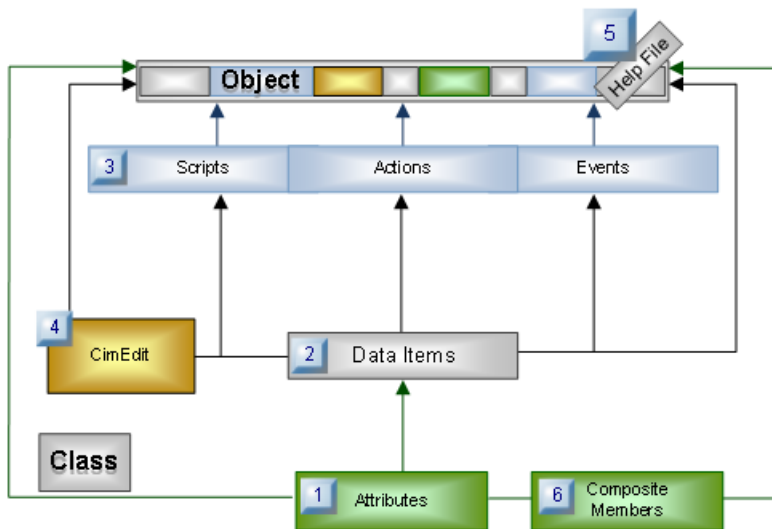 5
Object
Help File
3
Scripts
Actions
Events
4
CimEdit
2
Data Items
Class
1
Attributes
6
Composite
Members